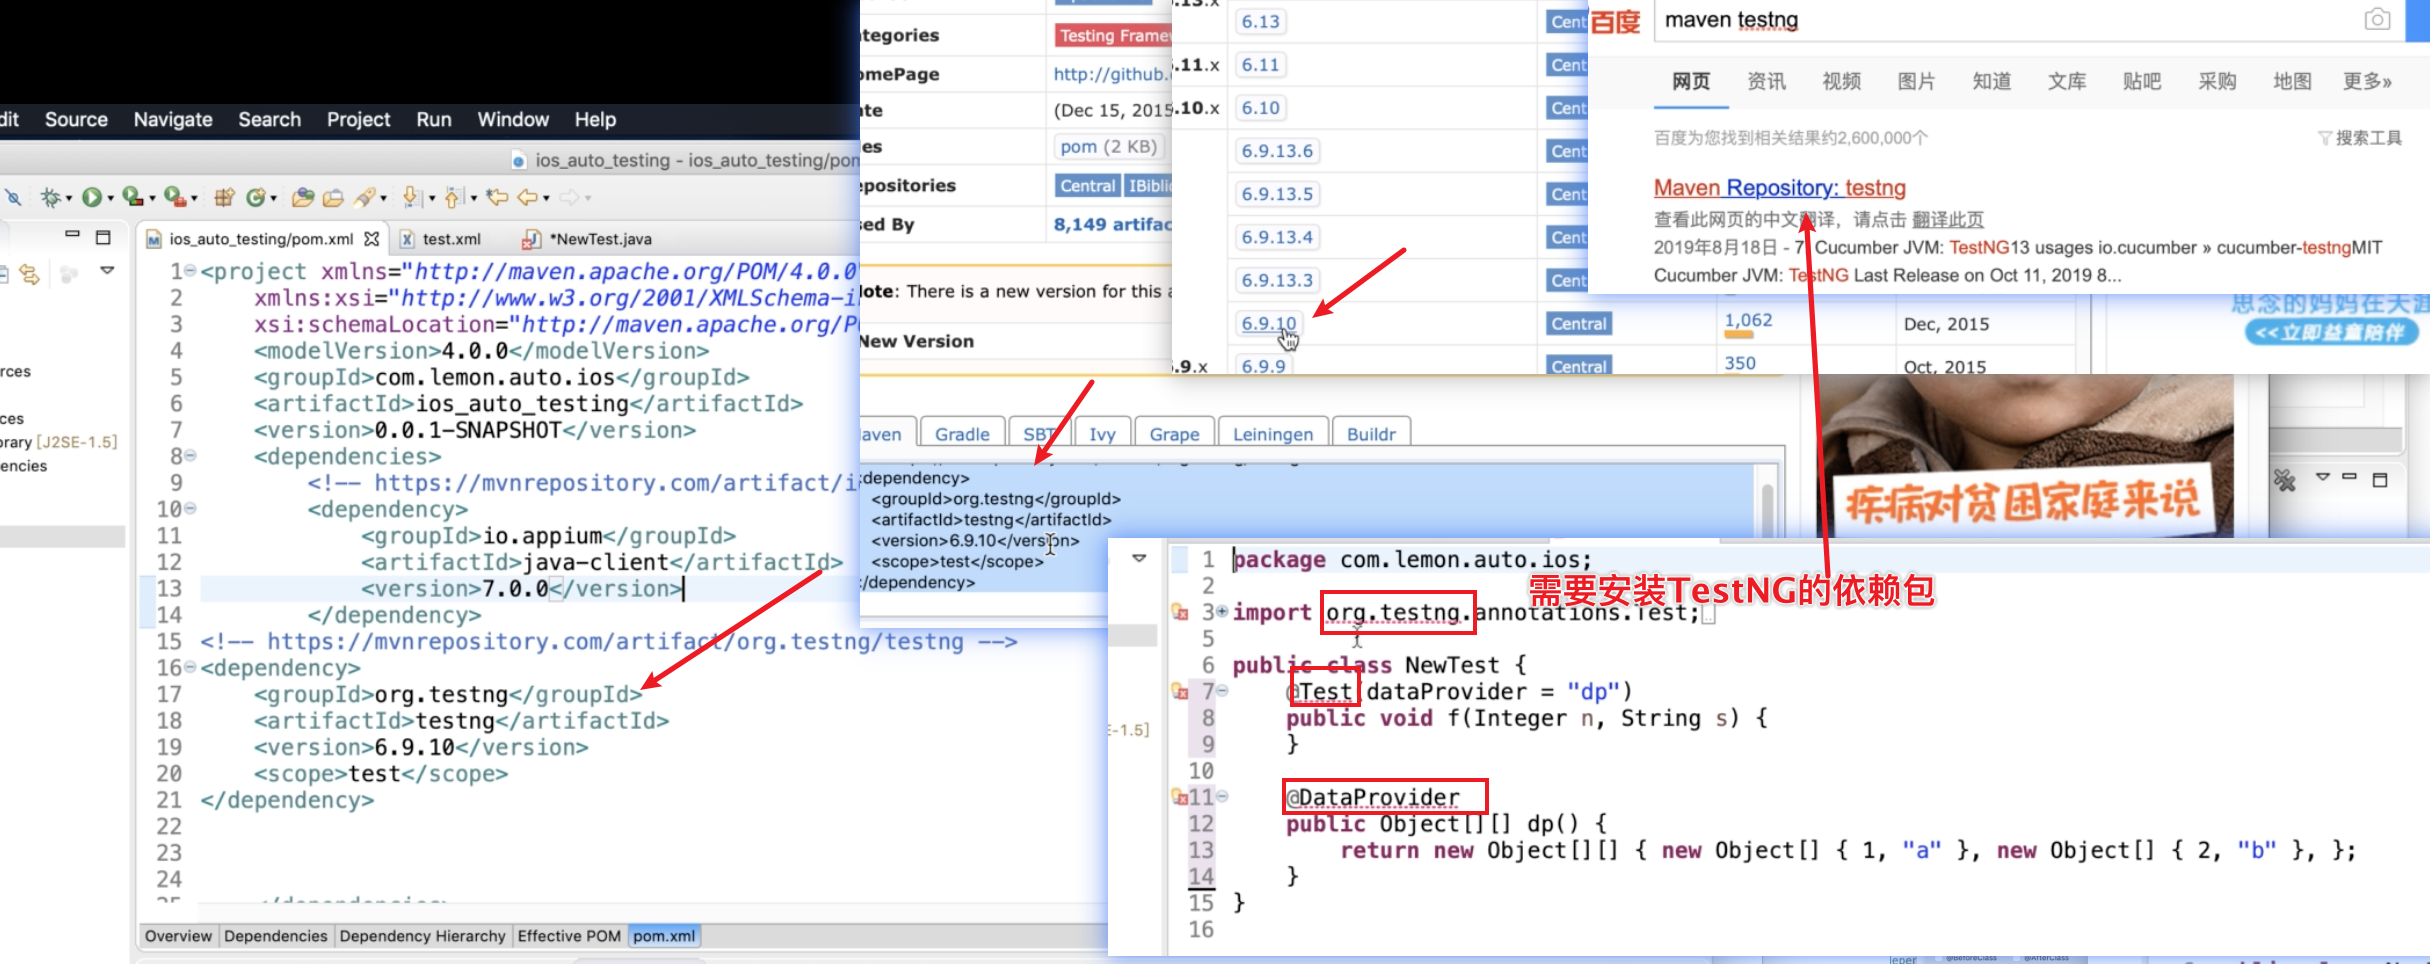 dit Source Navigate Search Project Run Window Help
ios_auto_testing - ios_auto_testing/pom
ios_auto_testing/pom.xml
test.xml
*NewTest.java
rces
ces
rary [J2SE-1.5]
encies
1 <project xmlns="http://maven.apache.org/POM/4.0.0"
2 xmlns:xsi="http://www.w3.org/2001/XMLSchema-i
3 xsi:schemaLocation="http://maven.apache.org/P
4 <modelVersion>4.0.0</modelVersion>
5 <groupId>com.lemon.auto.ios</groupId>
6 <artifactId>ios_auto_testing</artifactId>
7 <version>0.0.1-SNAPSHOT</version>
8 <dependencies>
9 <!-- https://mvnrepository.com/artifact/i
10 <dependency>
11 <groupId>io.appium</groupId>
12 <artifactId>java-client</artifactId>
13 <version>7.0.0</version>
14 </dependency>
15 <!-- https://mvnrepository.com/artifact/org.testng/testng -->
16 <dependency>
17 <groupId>org.testng</groupId>
18 <artifactId>testng</artifactId>
19 <version>6.9.10</version>
20 <scope>test</scope>
21 </dependency>
22
23
24
Overview Dependencies Dependency Hierarchy Effective POM pom.xml
tegories Testing Frame
omePage http://github.
te (Dec 15, 2015
es pom (2 KB)
epositories Central IBibli
ed By 8,149 artifac
ote: There is a new version for this a
New Version
aven Gradle SBT Ivy Grape Leiningen Buildr
dependency>
<groupId>org.testng</groupId>
<artifactId>testng</artifactId>
<version>6.9.10</version>
<scope>test</scope>
/dependency>
.13.x 6.13 Cent
.11.x 6.11 Cent
.10.x 6.10 Cent
6.9.13.6 Cent
6.9.13.5 Cent
6.9.13.4 Cent
6.9.13.3 Cent
6.9.10 Central 1,062 Dec, 2015
.9.x 6.9.9 Central 350 Oct, 2015
百度 maven testng
网页 资讯 视频 图片 知道 文库 贴吧 采购 地图 更多»
百度为您找到相关结果约2,600,000个 搜索工具
Maven Repository: testng
查看此网页的中文翻译，请点击 翻译此页
2019年8月18日 - 7. Cucumber JVM: TestNG13 usages io.cucumber » cucumber-testngMIT
Cucumber JVM: TestNG Last Release on Oct 11, 2019 8...
思念的妈妈在天涯
<<立即益童陪伴
疾病对贫困家庭来说
需要安装TestNG的依赖包
1 package com.lemon.auto.ios;
2
3 import org.testng.annotations.Test;
5
6 public class NewTest {
7 @Test(dataProvider = "dp")
8 public void f(Integer n, String s) {
9 }
10
11 @DataProvider
12 public Object[][] dp() {
13 return new Object[][] { new Object[] { 1, "a" }, new Object[] { 2, "b" }, };
14 }
15 }
16
E-1.5]
@BeforeClass @AfterClass